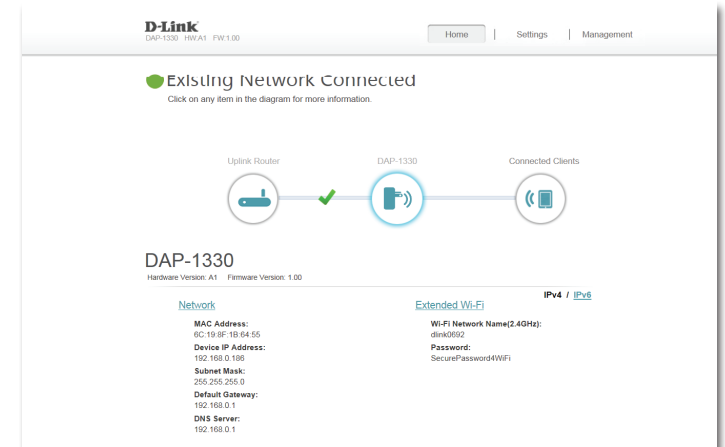 D-Link
DAP-1330 HW:A1 FW:1.00
Home | Settings | Management
Existing Network Connected
Click on any item in the diagram for more information.
Uplink Router
DAP-1330
Connected Clients
DAP-1330
Hardware Version: A1 Firmware Version: 1.00
IPv4 / IPv6
Network
MAC Address:
6C:19:8F:1B:64:55
Device IP Address:
192.168.0.186
Subnet Mask:
255.255.255.0
Default Gateway:
192.168.0.1
DNS Server:
192.168.0.1
Extended Wi-Fi
Wi-Fi Network Name(2.4GHz):
dlink0692
Password:
SecurePassword4WiFi